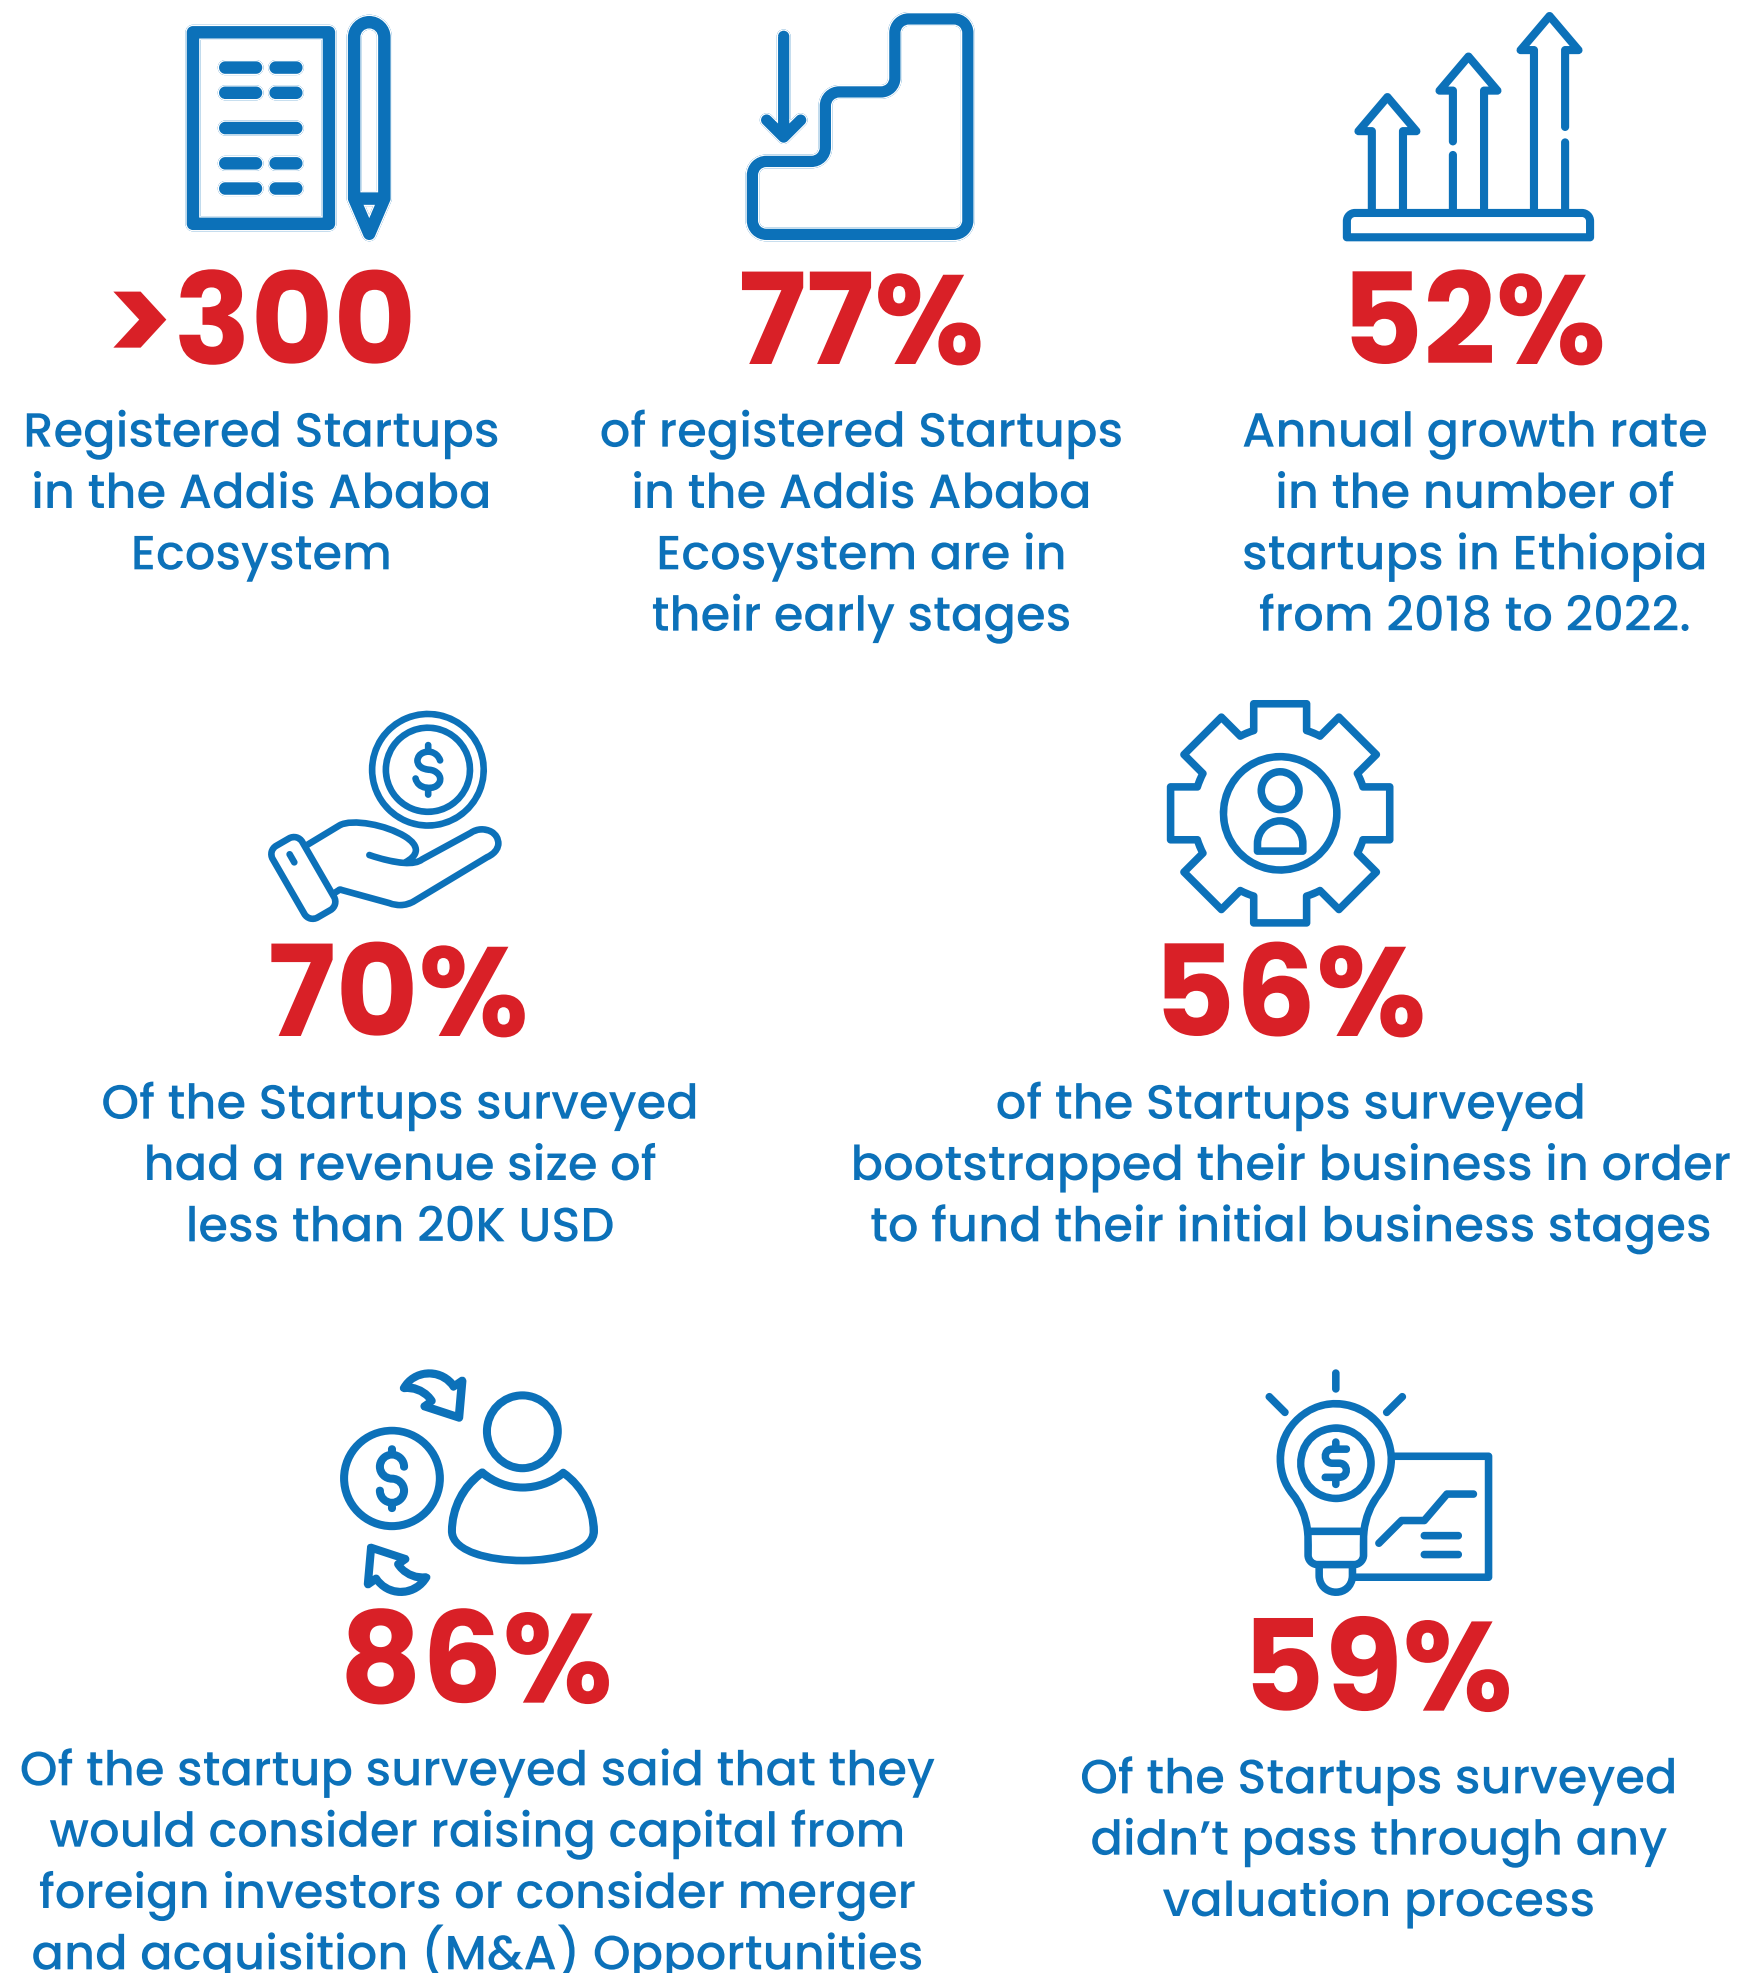 >300
Registered Startups
in the Addis Ababa
Ecosystem
77%
of registered Startups
in the Addis Ababa
Ecosystem are in
their early stages
52%
Annual growth rate
in the number of
startups in Ethiopia
from 2018 to 2022.
$
70%
Of the Startups surveyed
had a revenue size of
less than 20K USD
56%
of the Startups surveyed
bootstrapped their business in order
to fund their initial business stages
$
86%
Of the startup surveyed said that they
would consider raising capital from
foreign investors or consider merger
and acquisition (M&A) Opportunities
$
59%
Of the Startups surveyed
didn’t pass through any
valuation process